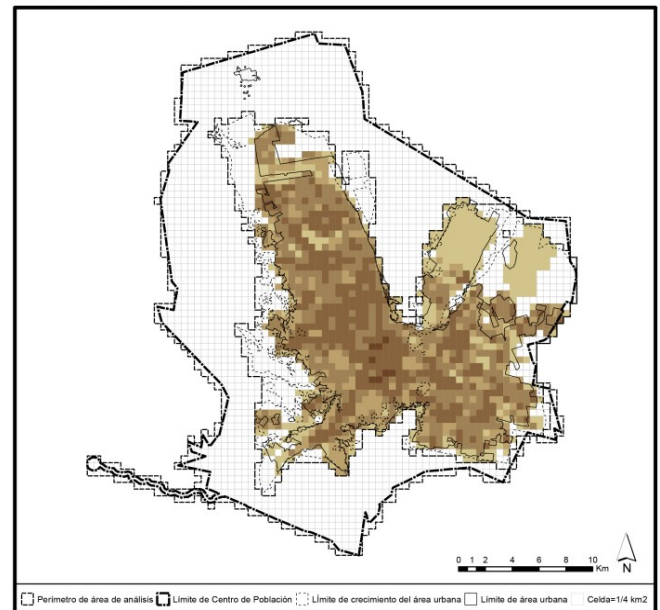 0 1 2 4 6 8 10
Km
N
Perímetro de área de análisis Límite de Centro de Población Límite de crecimiento del área urbana Límite de área urbana Celda=1/4 km2